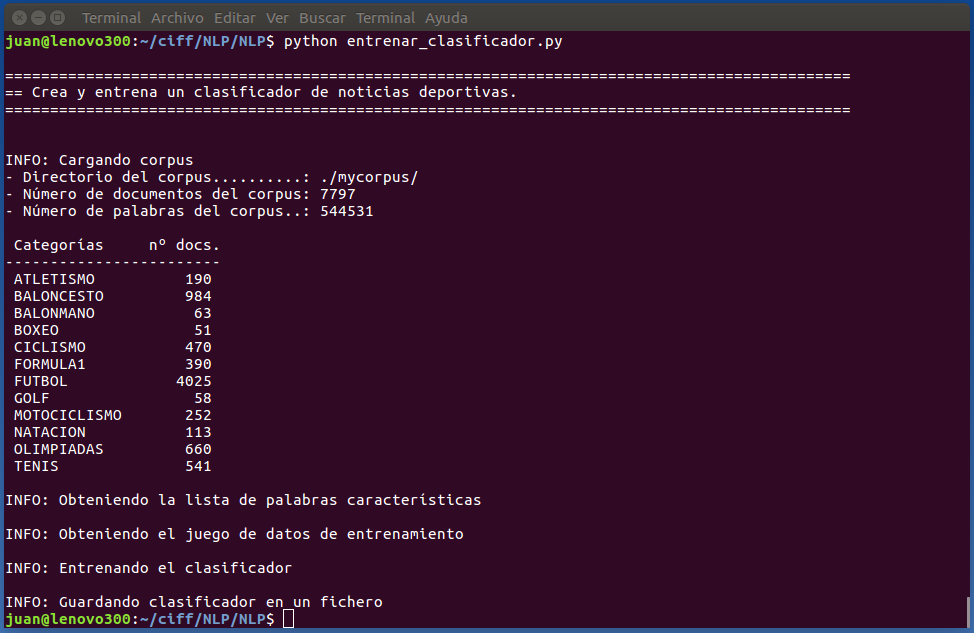 Terminal Archivo Editar Ver Buscar Terminal Ayuda
juan@lenovo300:~/ciff/NLP/NLP$ python entrenar_clasificador.py
==============================================================================================
== Crea y entrena un clasificador de noticias deportivas.
==============================================================================================
INFO: Cargando corpus
- Directorio del corpus..........: ./mycorpus/
- Número de documentos del corpus: 7797
- Número de palabras del corpus..: 544531
Categorías     nº docs.
------------------------
ATLETISMO          190
BALONCESTO         984
BALONMANO           63
BOXEO               51
CICLISMO           470
FORMULA1           390
FUTBOL            4025
GOLF                58
MOTOCICLISMO       252
NATACION           113
OLIMPIADAS         660
TENIS              541
INFO: Obteniendo la lista de palabras características
INFO: Obteniendo el juego de datos de entrenamiento
INFO: Entrenando el clasificador
INFO: Guardando clasificador en un fichero
juan@lenovo300:~/ciff/NLP/NLP$